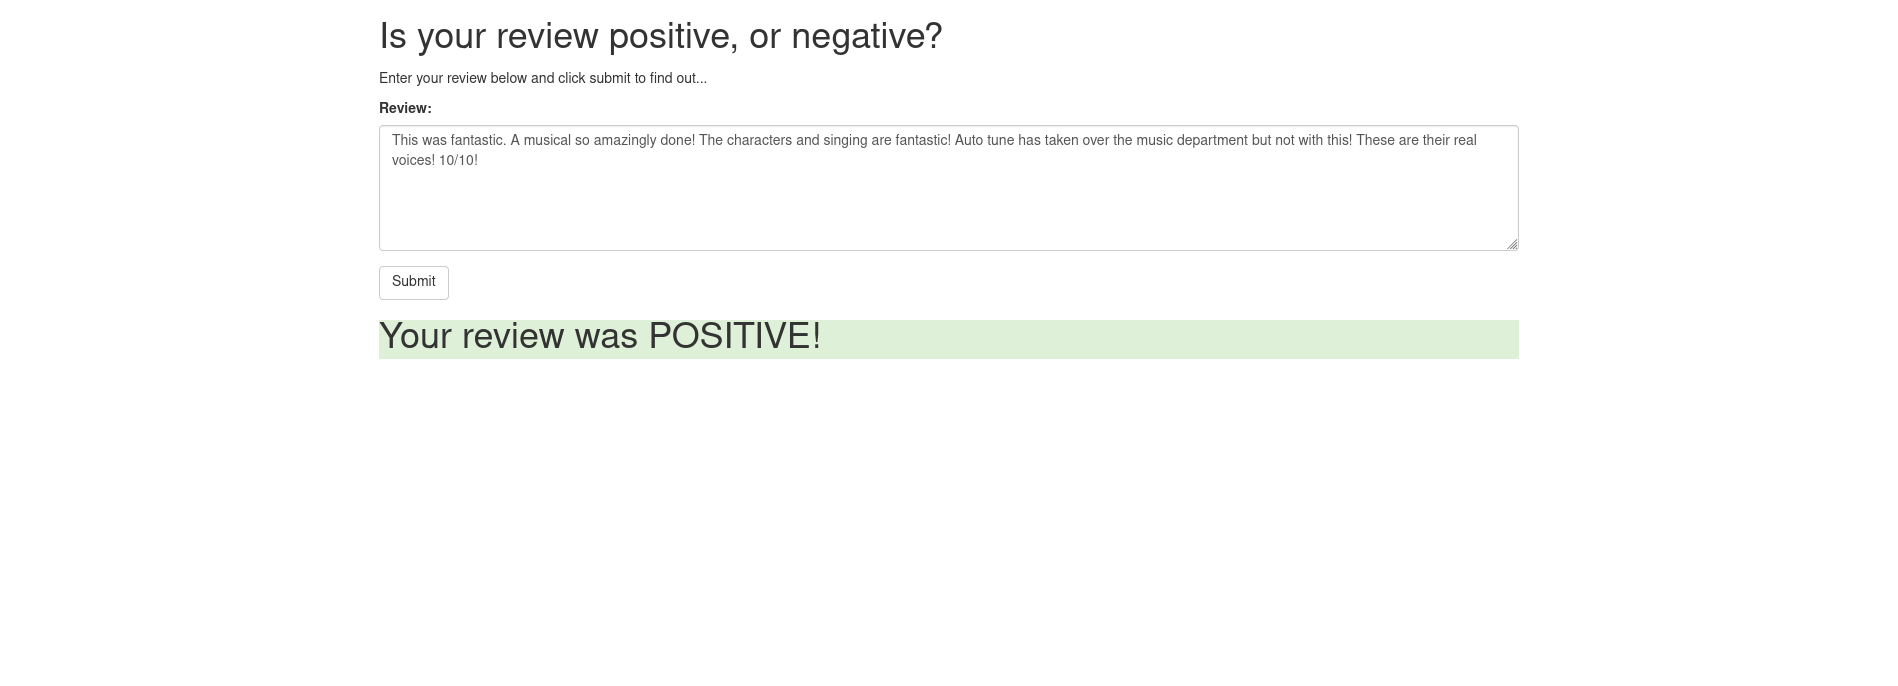 Is your review positive, or negative?
Enter your review below and click submit to find out...
Review:
This was fantastic. A musical so amazingly done! The characters and singing are fantastic! Auto tune has taken over the music department but not with this! These are their real
voices! 10/10!
Submit
Your review was POSITIVE!